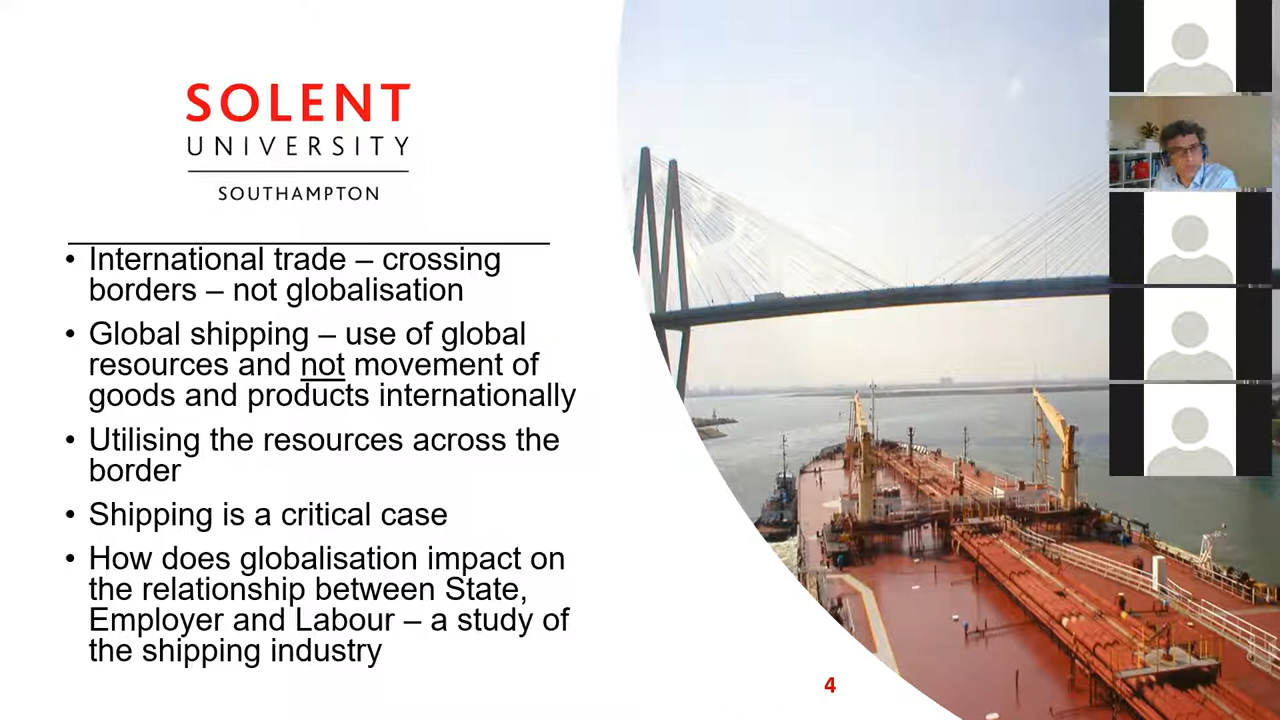 SOLENT
UNIVERSITY
SOUTHAMPTON
• International trade – crossing
borders – not globalisation
• Global shipping – use of global
resources and not movement of
goods and products internationally
• Utilising the resources across the
border
• Shipping is a critical case
• How does globalisation impact on
the relationship between State,
Employer and Labour – a study of
the shipping industry
4